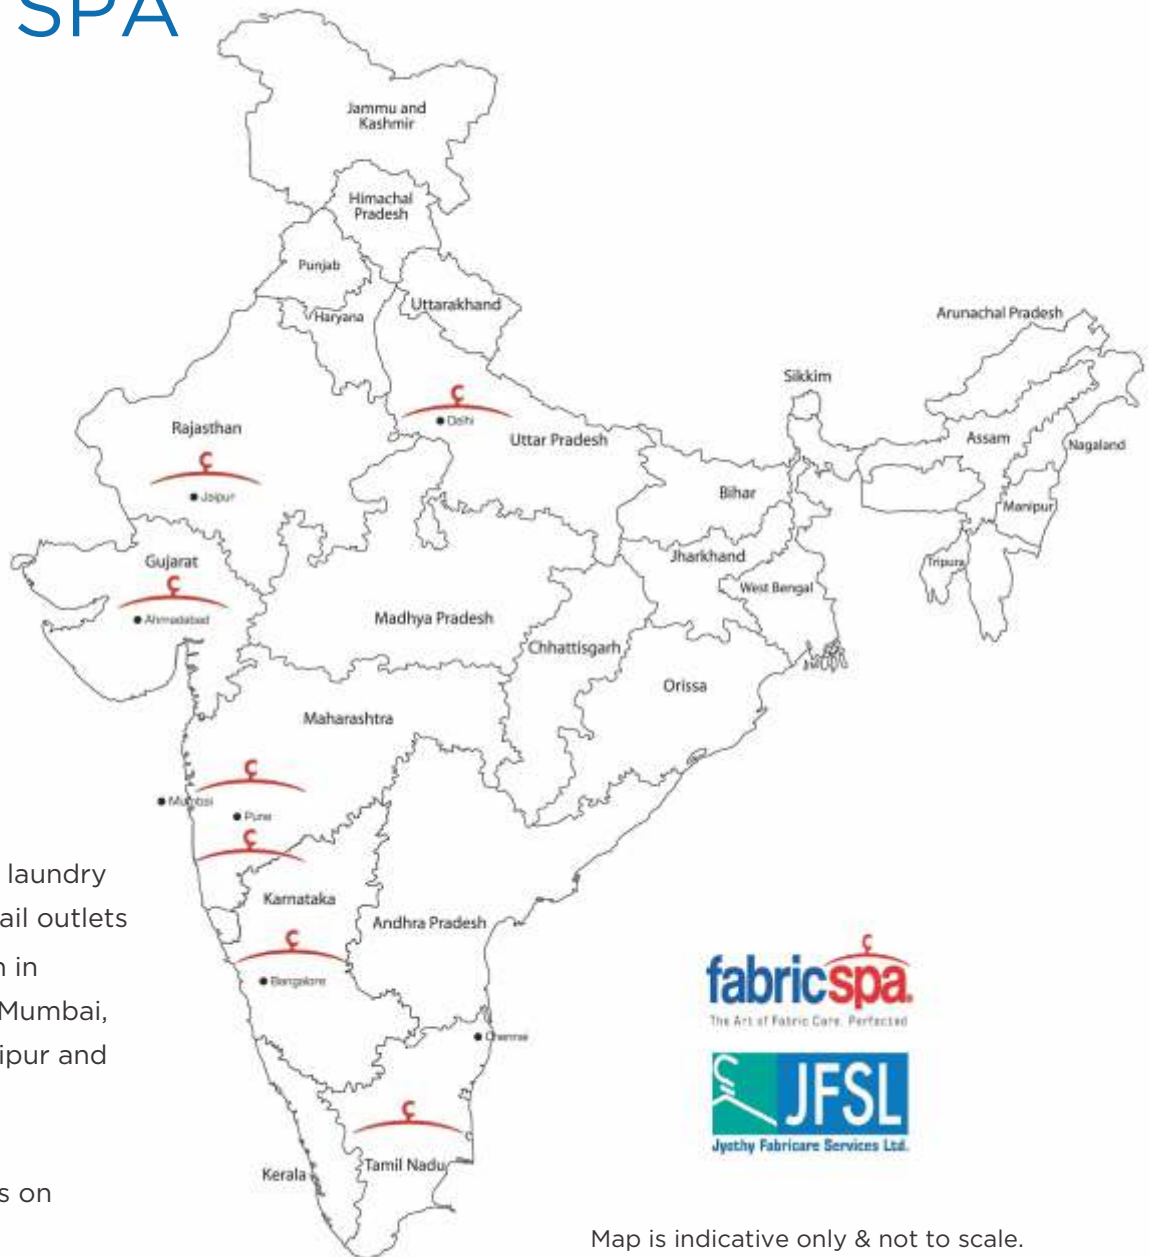 SPA
Jammu and
Kashmir
Himachal
Pradesh
Punjab
Uttarakhand
Haryana
Arunachal Pradesh
Sikkim
Delhi
Rajasthan
Uttar Pradesh
Assam
Nagaland
Jaipur
Bihar
Manipur
Gujarat
Jharkhand
Tripura
West Bengal
Ahmadabad
Madhya Pradesh
Chhattisgarh
Orissa
Maharashtra
Mumbai
Pune
laundry
ail outlets
n in
Mumbai,
ipur and
s on
Karnataka
Andhra Pradesh
Bangalore
Chennai
Kerala
Tamil Nadu
fabricspa.
The Art of Fabric Care. Perfected
JFSL
Jyothy Fabricare Services Ltd.
Map is indicative only & not to scale.